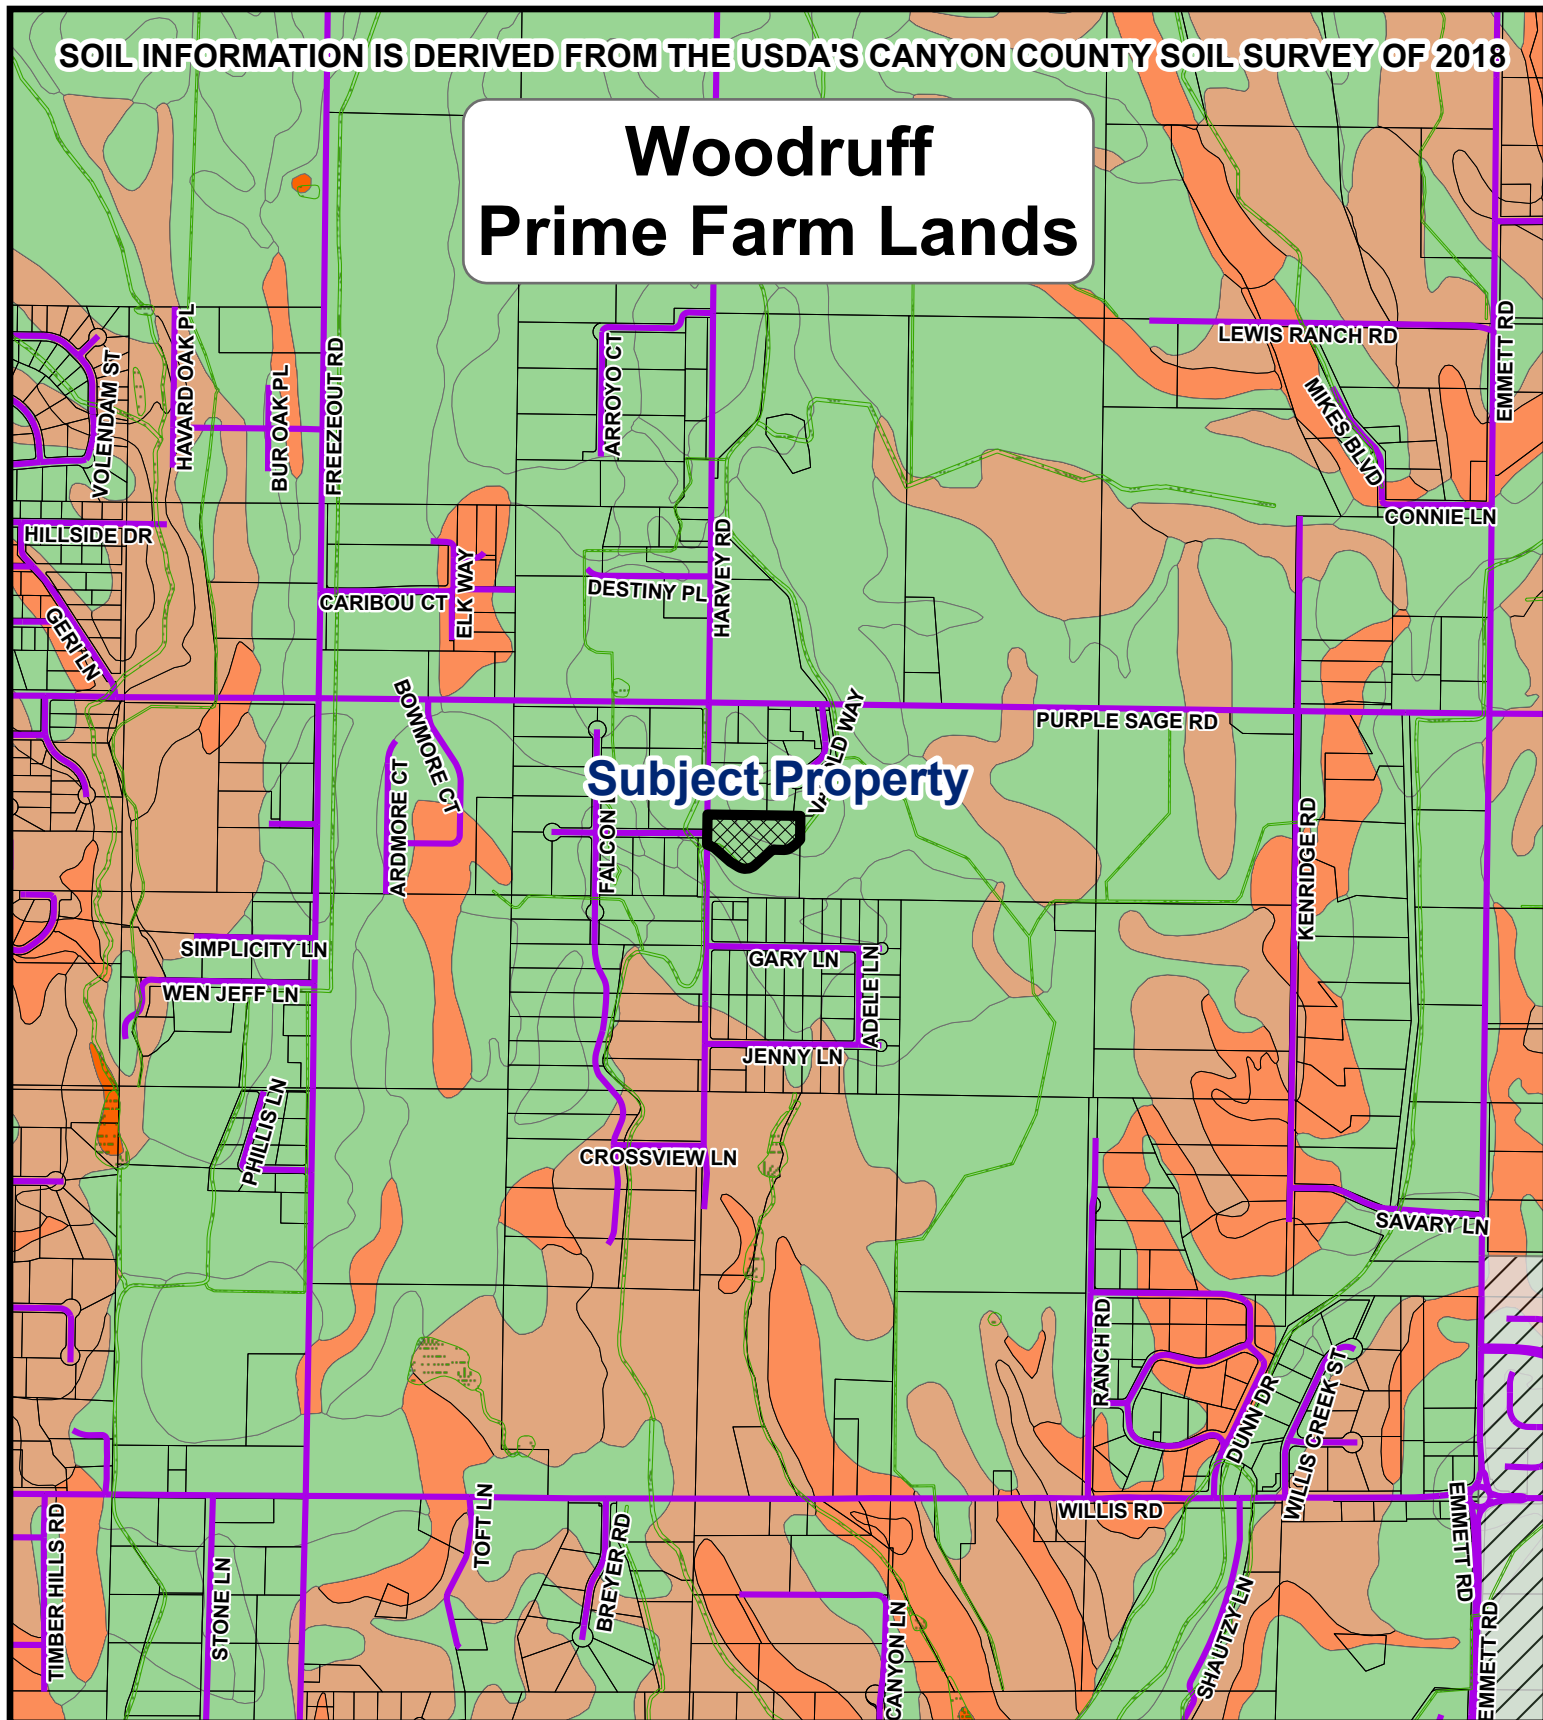 SOIL INFORMATION IS DERIVED FROM THE USDA'S CANYON COUNTY SOIL SURVEY OF 2018
Woodruff
Prime Farm Lands
HAVARD OAK PL
VOLENDAM ST
BUR OAK PL
FREEZEOUT RD
ARROYO CT
LEWIS RANCH RD
EMMETT RD
MIKES BLVD
CONNIE LN
HILLSIDE DR
GERI LN
CARIBOU CT
ELK WAY
DESTINY PL
HARVEY RD
BOWMORE CT
ARDMORE CT
PURPLE SAGE RD
WAY
Subject Property
KENRIDGE RD
SIMPLICITY LN
WEN JEFF LN
GARY LN
ADELE LN
JENNY LN
PHILLIS LN
CROSSVIEW LN
SAVARY LN
RANCH RD
DUNN DR
WILLIS CREEK ST
WILLIS RD
EMMETT RD
TIMBER HILLS RD
STONE LN
TOFT LN
BREYER RD
CANYON LN
SHAUTZY LN
EMMETT RD